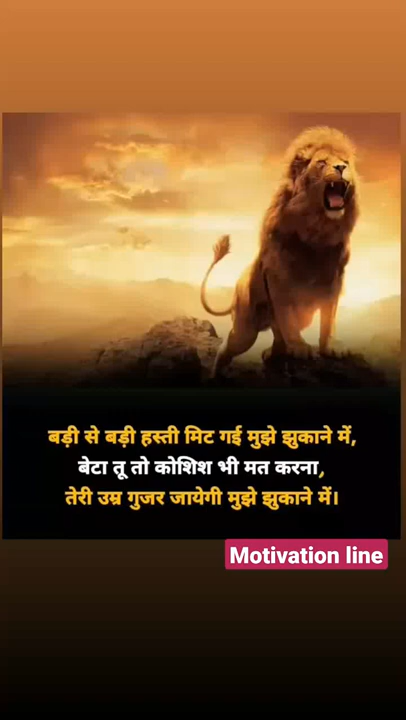 बड़ी से बड़ी हस्ती मिट गई मुझे झुकाने में,
बेटा तू तो कोशिश भी मत करना,
तेरी उम्र गुजर जायेगी मुझे झुकाने में।
Motivation line